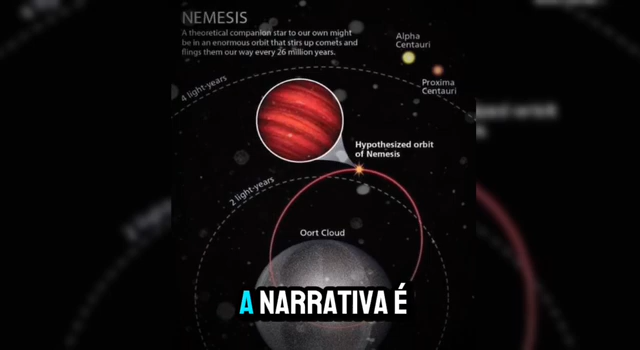 NEMESIS
A theoretical companion star to our own might
be in an enormous orbit that stirs up comets and
flings them our way every 26 million years.
Alpha
Centauri
Proxima
Centauri
4 light-years
Hypothesized orbit
of Nemesis
2 light-years
Oort Cloud
A NARRATIVA É